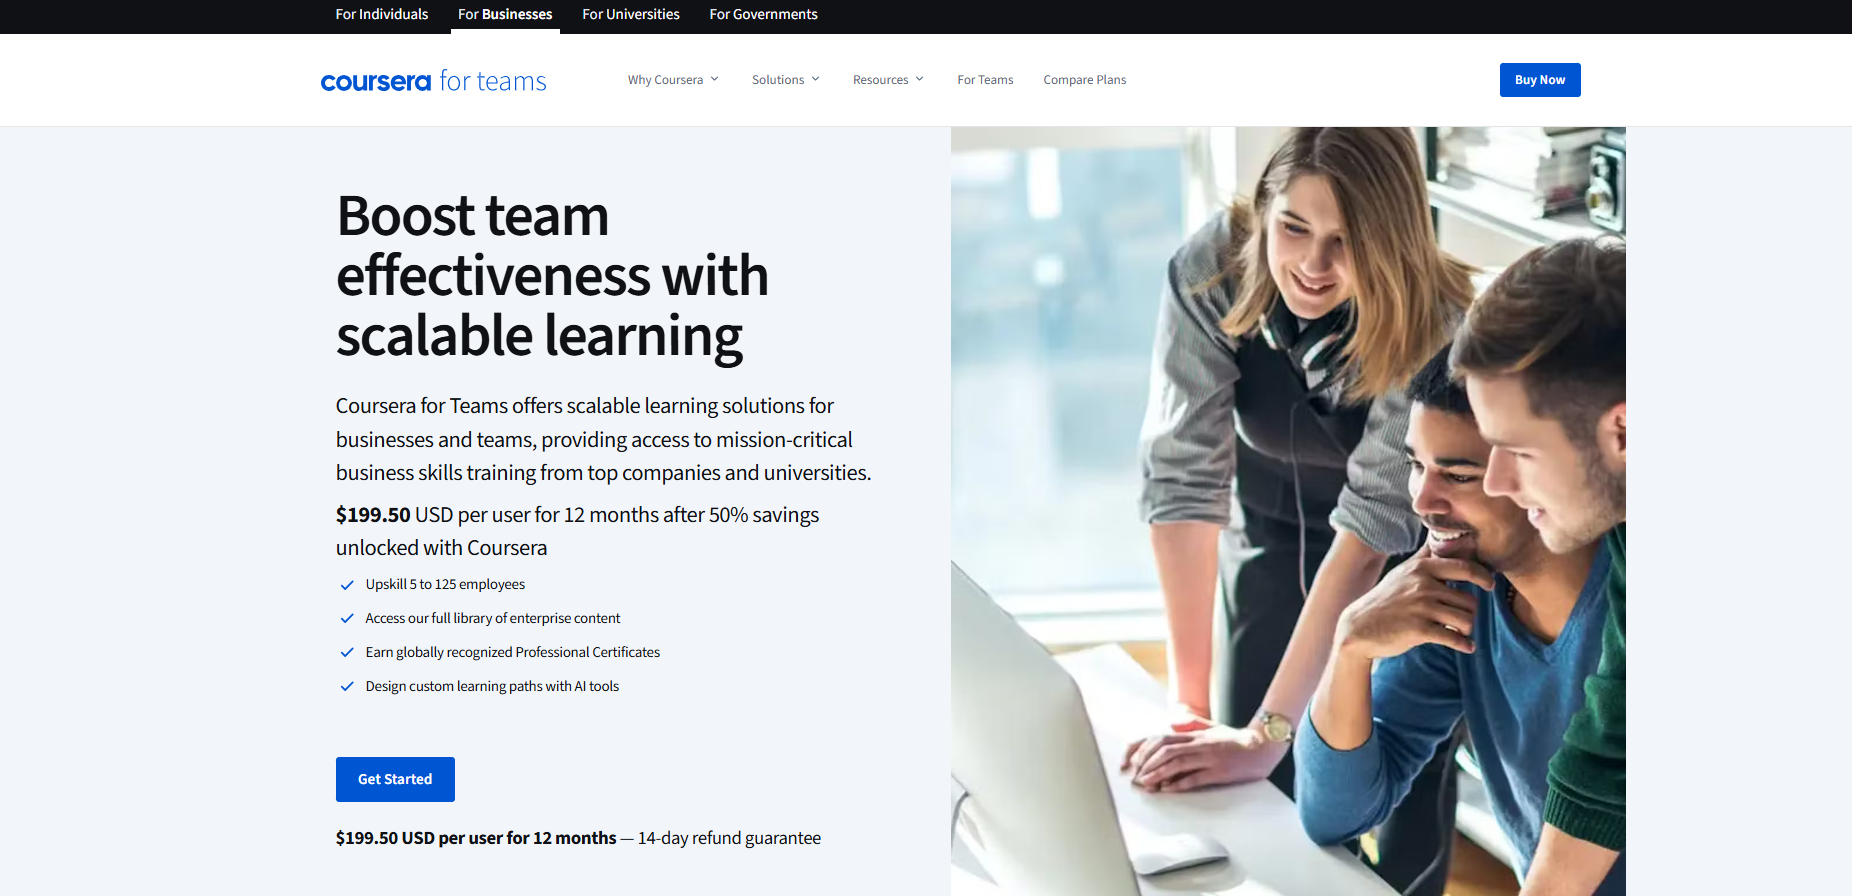 For Individuals
For Businesses
For Universities
For Governments
coursera for teams
Why Coursera
Solutions
Resources
For Teams
Compare Plans
Buy Now
Boost team
effectiveness with
scalable learning
Coursera for Teams offers scalable learning solutions for
businesses and teams, providing access to mission-critical
business skills training from top companies and universities.
$199.50 USD per user for 12 months after 50% savings
unlocked with Coursera
Upskill 5 to 125 employees
Access our full library of enterprise content
Earn globally recognized Professional Certificates
Design custom learning paths with AI tools
Get Started
$199.50 USD per user for 12 months — 14-day refund guarantee